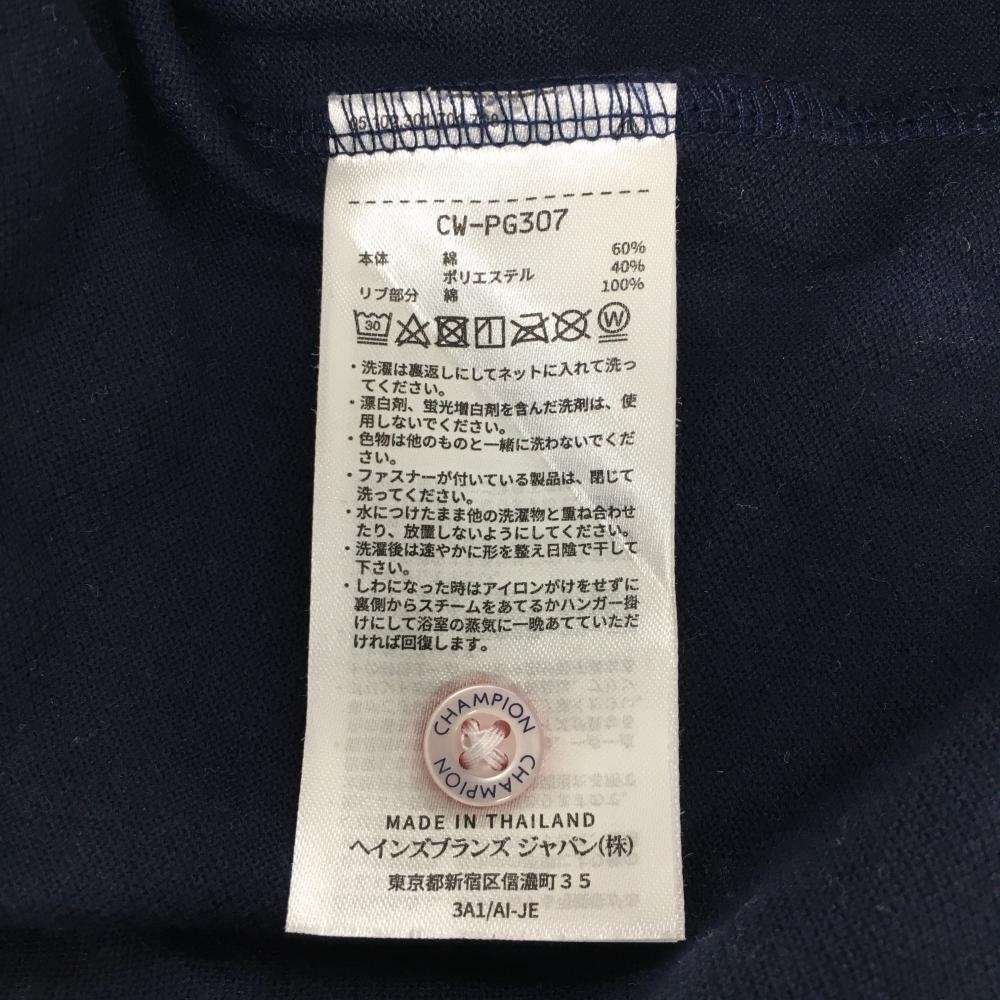 CW-PG307
本体 綿 60%
ポリエステル 40%
リブ部分 綿 100%
30 W
・洗濯は裏返しにしてネットに入れて洗っ
てください。
・漂白剤、蛍光増白剤を含んだ洗剤は、使
用しないでください。
・色物は他のものと一緒に洗わないでくだ
さい。
・ファスナーが付いている製品は、閉じて
洗ってください。
・水につけたまま他の洗濯物と重ね合わせ
たり、放置しないようにしてください。
・洗濯後は速やかに形を整え日陰で干して
下さい。
・しわになった時はアイロンがけをせずに
裏側からスチームをあてるかハンガー掛
けにして浴室の蒸気に一晩あてていただ
ければ回復します。
CHAMPION
CHAMPION
MADE IN THAILAND
ヘインズブランズ ジャパン(株)
東京都新宿区信濃町35
3A1/AI-JE